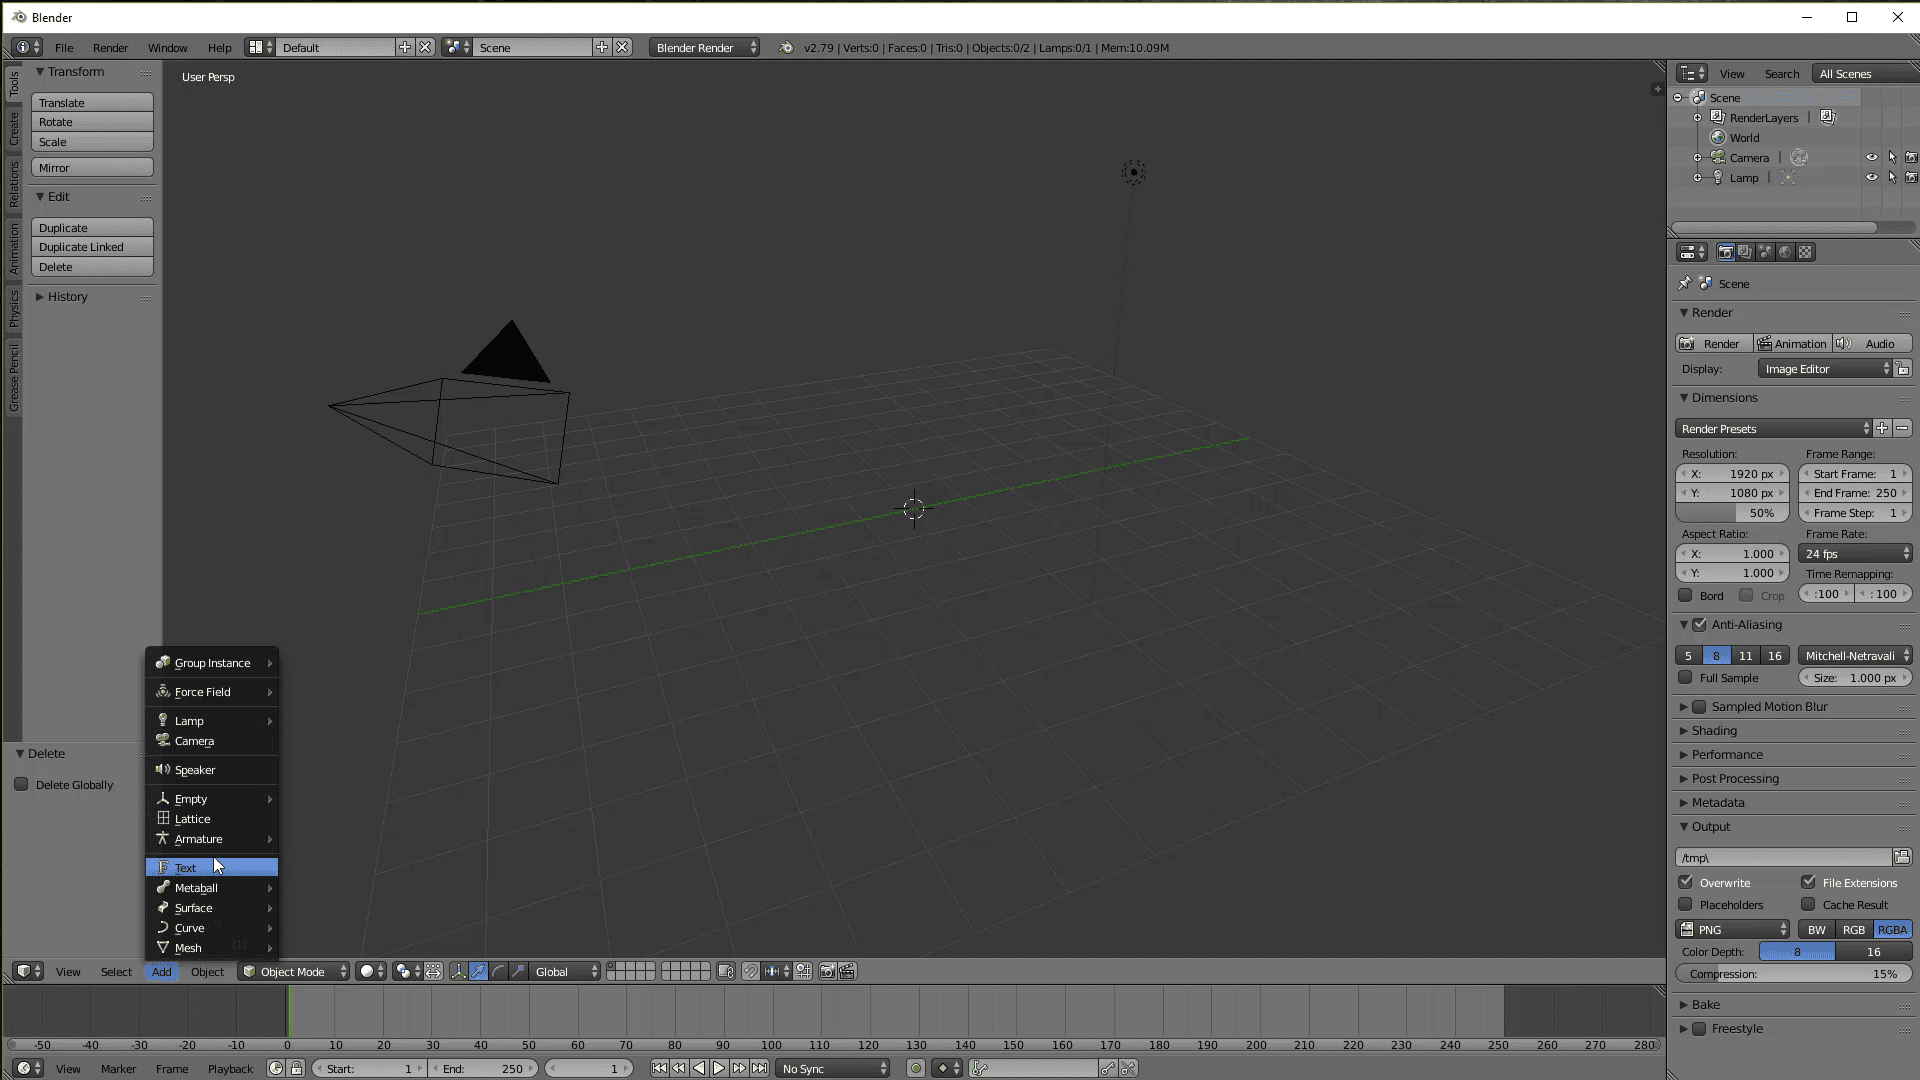 Blender
File Render Window Help Default Scene Blender Render v2.79 | Verts:0 | Faces:0 | Tris:0 | Objects:0/2 | Lamps:0/1 | Mem:10.09M
Tools
Create
Relations
Animation
Physics
Grease Pencil
Transform
Translate
Rotate
Scale
Mirror
Edit
Duplicate
Duplicate Linked
Delete
History
Delete
Delete Globally
User Persp
Group Instance
Force Field
Lamp
Camera
Speaker
Empty
Lattice
Armature
Text
Metaball
Surface
Curve
Mesh
View Select Add Object Object Mode Global
-50 -40 -30 -20 -10 0 10 20 30 40 50 60 70 80 90 100 110 120 130 140 150 160 170 180 190 200 210 220 230 240 250 260 270 280
View Marker Frame Playback Start: 1 End: 250 1 No Sync
View Search All Scenes
Scene
RenderLayers |
World
Camera |
Lamp |
Scene
Render
Render Animation Audio
Display: Image Editor
Dimensions
Render Presets
Resolution: Frame Range:
X: 1920 px Start Frame: 1
Y: 1080 px End Frame: 250
50% Frame Step: 1
Aspect Ratio: Frame Rate:
X: 1.000 24 fps
Y: 1.000 Time Remapping:
Bord Crop :100 : 100
Anti-Aliasing
5 8 11 16 Mitchell-Netravali
Full Sample Size: 1.000 px
Sampled Motion Blur
Shading
Performance
Post Processing
Metadata
Output
/tmp\
Overwrite File Extensions
Placeholders Cache Result
PNG BW RGB RGBA
Color Depth: 8 16
Compression: 15%
Bake
Freestyle